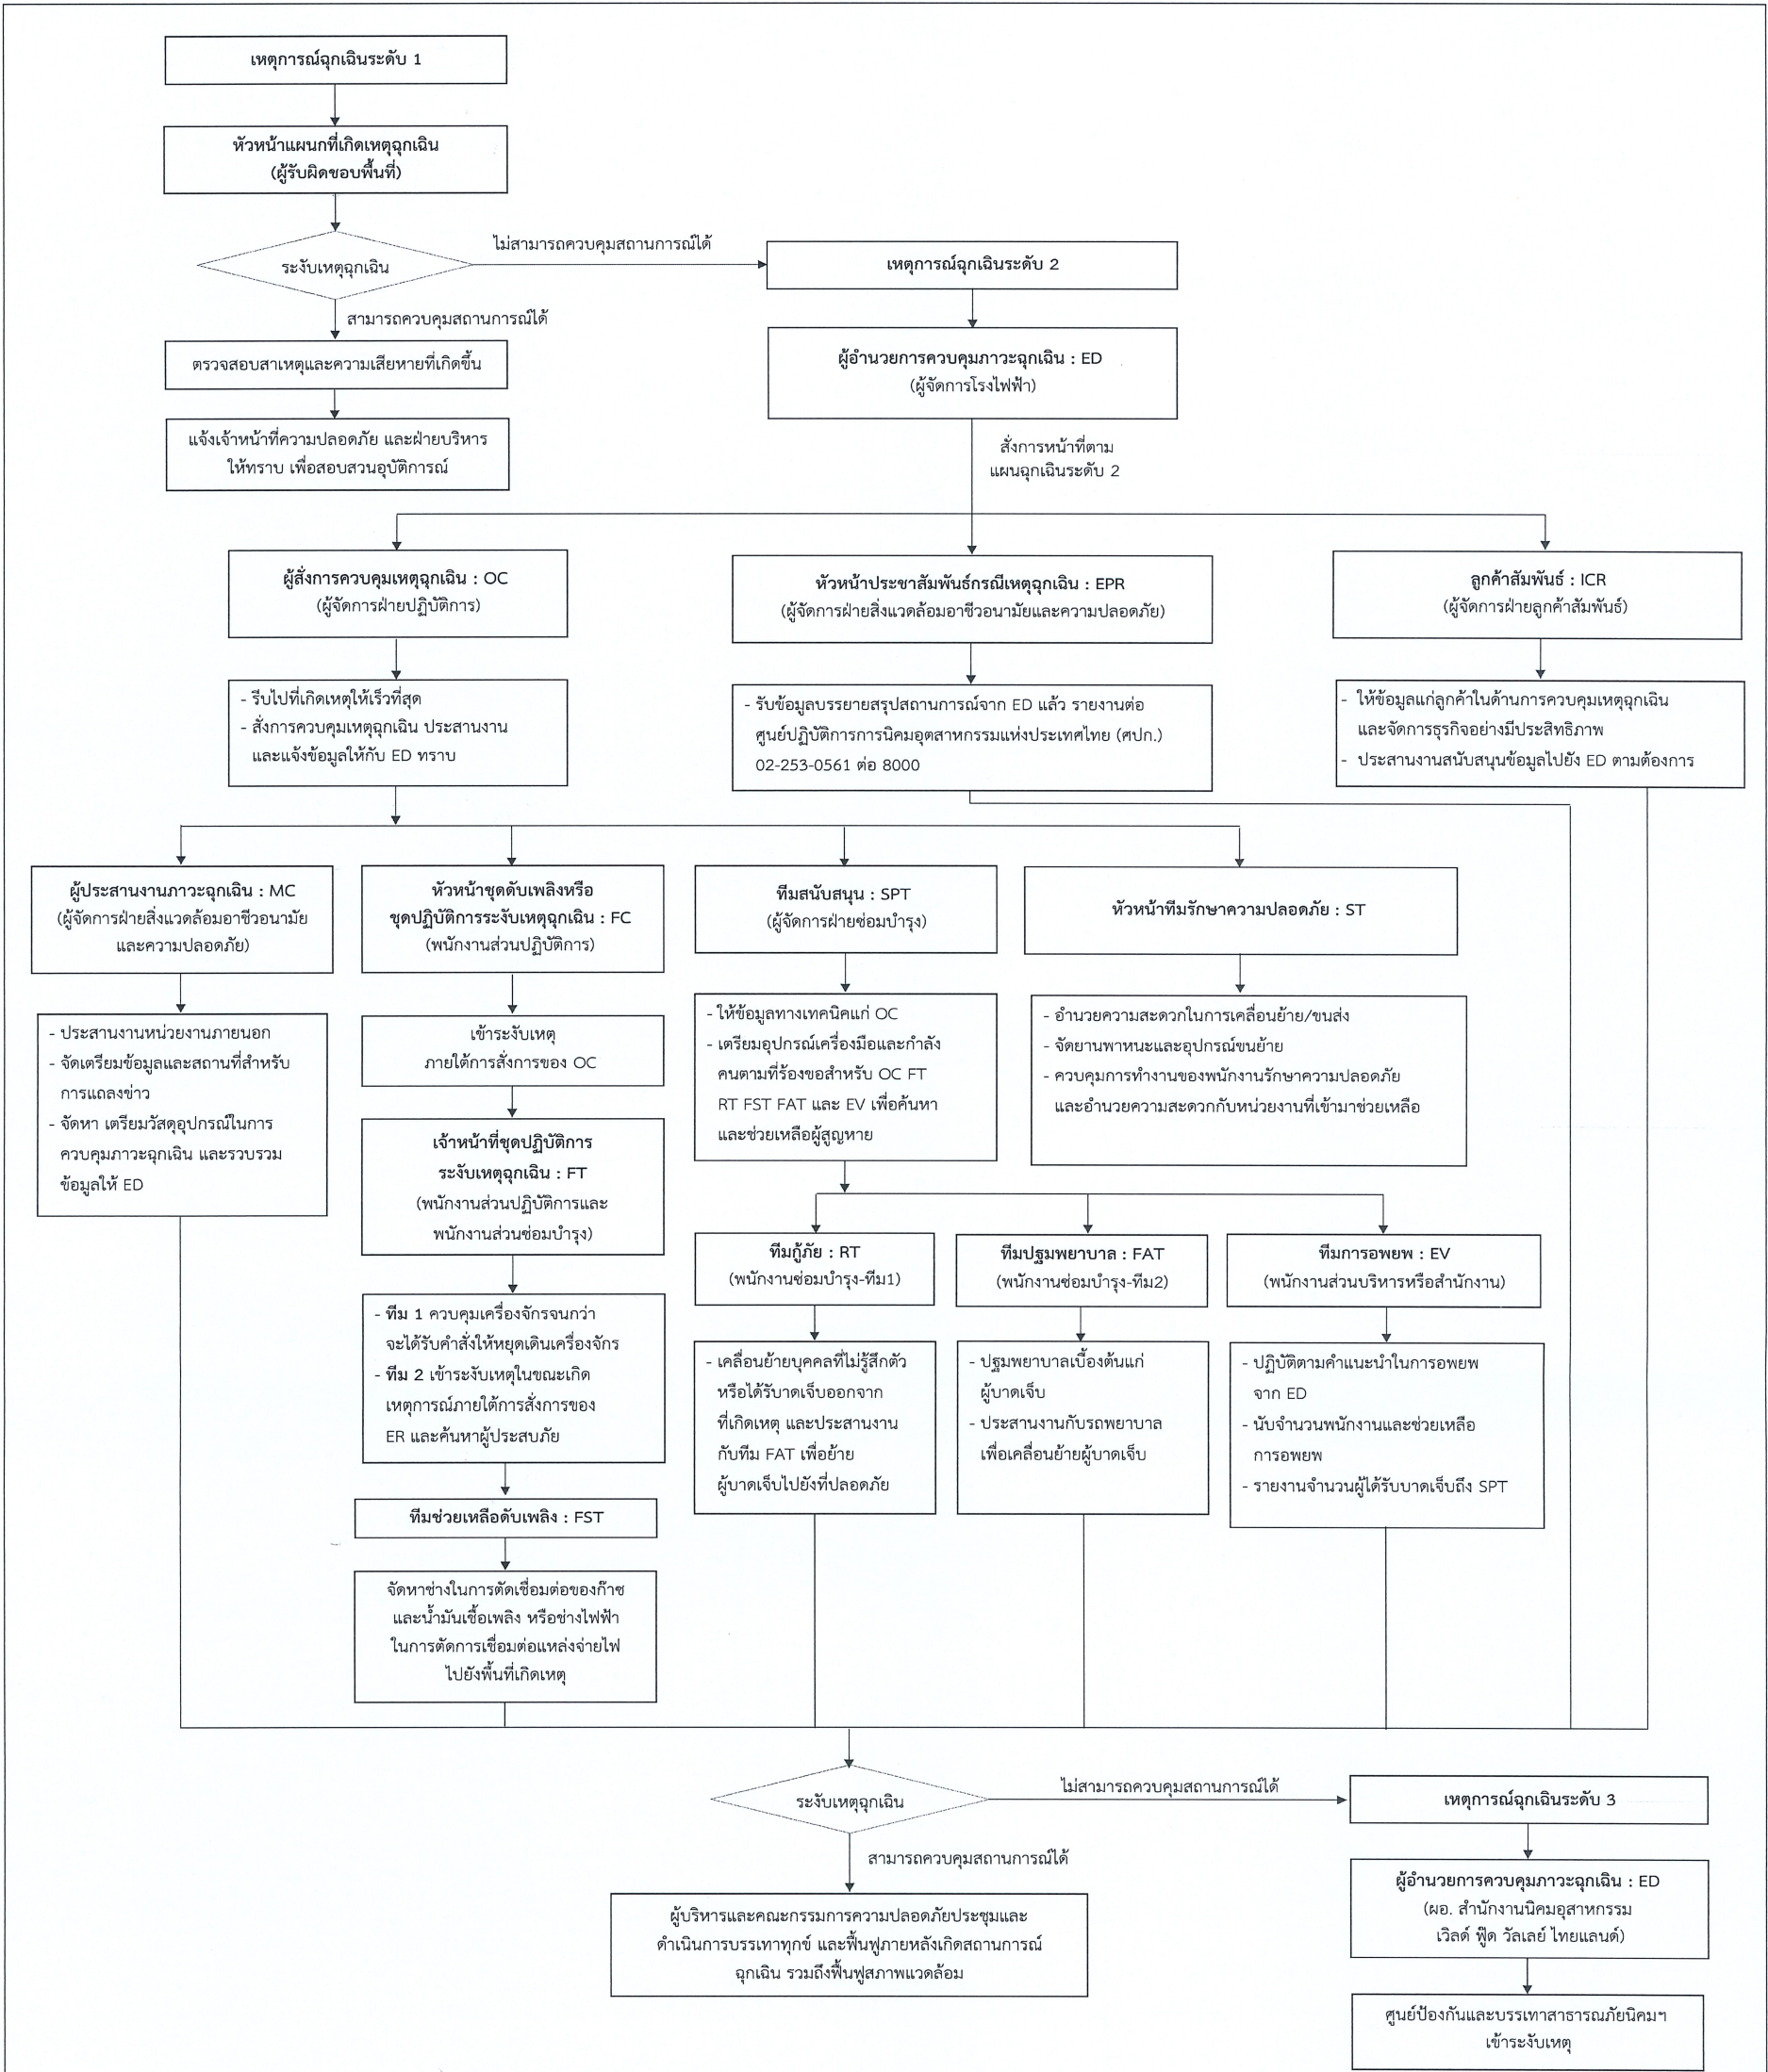 เหตุการณ์ฉุกเฉินระดับ 1
หัวหน้าแผนกที่เกิดเหตุฉุกเฉิน
(ผู้รับผิดชอบพื้นที่)
ระงับเหตุฉุกเฉิน
ไม่สามารถควบคุมสถานการณ์ได้
เหตุการณ์ฉุกเฉินระดับ 2
สามารถควบคุมสถานการณ์ได้
ตรวจสอบสาเหตุและความเสียหายที่เกิดขึ้น
แจ้งเจ้าหน้าที่ความปลอดภัย และฝ่ายบริหาร
ให้ทราบ เพื่อสอบสวนอุบัติการณ์
ผู้อำนวยการควบคุมภาวะฉุกเฉิน : ED
(ผู้จัดการโรงไฟฟ้า)
สั่งการหน้าที่ตาม
แผนฉุกเฉินระดับ 2
ผู้สั่งการควบคุมเหตุฉุกเฉิน : OC
(ผู้จัดการฝ่ายปฏิบัติการ)
หัวหน้าประชาสัมพันธ์กรณีเหตุฉุกเฉิน : EPR
(ผู้จัดการฝ่ายสิ่งแวดล้อมอาชีวอนามัยและความปลอดภัย)
ลูกค้าสัมพันธ์ : ICR
(ผู้จัดการฝ่ายลูกค้าสัมพันธ์)
- รีบไปที่เกิดเหตุให้เร็วที่สุด
- สั่งการควบคุมเหตุฉุกเฉิน ประสานงาน
และแจ้งข้อมูลให้กับ ED ทราบ
- รับข้อมูลบรรยายสรุปสถานการณ์จาก ED แล้ว รายงานต่อ
ศูนย์ปฏิบัติการการนิคมอุตสาหกรรมแห่งประเทศไทย (ศปก.)
02-253-0561 ต่อ 8000
- ให้ข้อมูลแก่ลูกค้าในด้านการควบคุมเหตุฉุกเฉิน
และจัดการธุรกิจอย่างมีประสิทธิภาพ
- ประสานงานสนับสนุนข้อมูลไปยัง ED ตามต้องการ
ผู้ประสานงานภาวะฉุกเฉิน : MC
(ผู้จัดการฝ่ายสิ่งแวดล้อมอาชีวอนามัย
และความปลอดภัย)
หัวหน้าชุดดับเพลิงหรือ
ชุดปฏิบัติการระงับเหตุฉุกเฉิน : FC
(พนักงานส่วนปฏิบัติการ)
ทีมสนับสนุน : SPT
(ผู้จัดการฝ่ายซ่อมบำรุง)
หัวหน้าทีมรักษาความปลอดภัย : ST
- ประสานงานหน่วยงานภายนอก
- จัดเตรียมข้อมูลและสถานที่สำหรับ
การแถลงข่าว
- จัดหา เตรียมวัสดุอุปกรณ์ในการ
ควบคุมภาวะฉุกเฉิน และรวบรวม
ข้อมูลให้ ED
เข้าระงับเหตุ
ภายใต้การสั่งการของ OC
- ให้ข้อมูลทางเทคนิคแก่ OC
- เตรียมอุปกรณ์เครื่องมือและกำลัง
คนตามที่ร้องขอสำหรับ OC FT
RT FST FAT และ EV เพื่อค้นหา
และช่วยเหลือผู้สูญหาย
- อำนวยความสะดวกในการเคลื่อนย้าย/ขนส่ง
- จัดยานพาหนะและอุปกรณ์ขนย้าย
- ควบคุมการทำงานของพนักงานรักษาความปลอดภัย
และอำนวยความสะดวกกับหน่วยงานที่เข้ามาช่วยเหลือ
เจ้าหน้าที่ชุดปฏิบัติการ
ระงับเหตุฉุกเฉิน : FT
(พนักงานส่วนปฏิบัติการและ
พนักงานส่วนซ่อมบำรุง)
ทีมกู้ภัย : RT
(พนักงานซ่อมบำรุง-ทีม1)
ทีมปฐมพยาบาล : FAT
(พนักงานซ่อมบำรุง-ทีม2)
ทีมการอพยพ : EV
(พนักงานส่วนบริหารหรือสำนักงาน)
- ทีม 1 ควบคุมเครื่องจักรจนกว่า
จะได้รับคำสั่งให้หยุดเดินเครื่องจักร
- ทีม 2 เข้าระงับเหตุในขณะเกิด
เหตุการณ์ภายใต้การสั่งการของ
ER และค้นหาผู้ประสบภัย
- เคลื่อนย้ายบุคคลที่ไม่รู้สึกตัว
หรือได้รับบาดเจ็บออกจาก
ที่เกิดเหตุ และประสานงาน
กับทีม FAT เพื่อย้าย
ผู้บาดเจ็บไปยังที่ปลอดภัย
- ปฐมพยาบาลเบื้องต้นแก่
ผู้บาดเจ็บ
- ประสานงานกับรถพยาบาล
เพื่อเคลื่อนย้ายผู้บาดเจ็บ
- ปฏิบัติตามคำแนะนำในการอพยพ
จาก ED
- นับจำนวนพนักงานและช่วยเหลือ
การอพยพ
- รายงานจำนวนผู้ได้รับบาดเจ็บถึง SPT
ทีมช่วยเหลือดับเพลิง : FST
จัดหาช่างในการตัดเชื่อมต่อของก๊าซ
และน้ำมันเชื้อเพลิง หรือช่างไฟฟ้า
ในการตัดการเชื่อมต่อแหล่งจ่ายไฟ
ไปยังพื้นที่เกิดเหตุ
ระงับเหตุฉุกเฉิน
ไม่สามารถควบคุมสถานการณ์ได้
เหตุการณ์ฉุกเฉินระดับ 3
สามารถควบคุมสถานการณ์ได้
ผู้บริหารและคณะกรรมการความปลอดภัยประชุมและ
ดำเนินการบรรเทาทุกข์ และฟื้นฟูภายหลังเกิดสถานการณ์
ฉุกเฉิน รวมถึงฟื้นฟูสภาพแวดล้อม
ผู้อำนวยการควบคุมภาวะฉุกเฉิน : ED
(ผอ. สำนักงานนิคมอุสาหกรรม
เวิลด์ ฟู๊ด วัลเลย์ ไทยแลนด์)
ศูนย์ป้องกันและบรรเทาสาธารณภัยนิคมฯ
เข้าระงับเหตุ